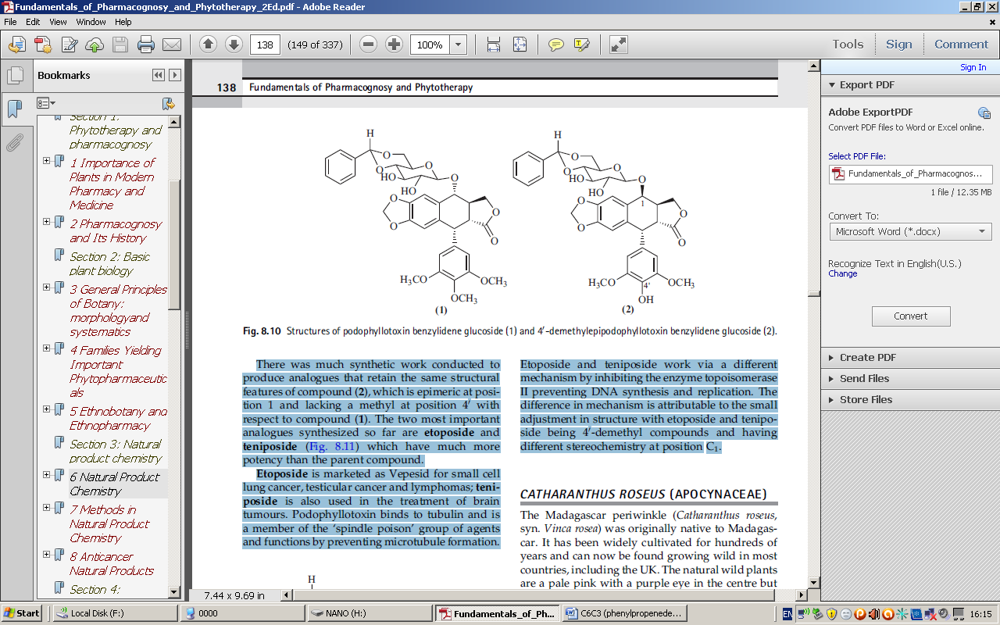 Fundamentals_of_Pharmacognosy_and_Phytotherapy_2Ed.pdf - Adobe Reader
File Edit View Window Help
138 (149 of 337) 100% Tools Sign Comment
Sign In
Bookmarks
Section 1:
Phytotherapy and
pharmacognosy
1 Importance of
Plants in Modern
Pharmacy and
Medicine
2 Pharmacognosy
and Its History
Section 2: Basic
plant biology
3 General Principles
of Botany:
morphologyand
systematics
4 Families Yielding
Important
Phytopharmaceutic
als
5 Ethnobotany and
Ethnopharmacy
Section 3: Natural
product chemistry
6 Natural Product
Chemistry
7 Methods in
Natural Product
Chemistry
8 Anticancer
Natural Products
Section 4:
138 Fundamentals of Pharmacognosy and Phytotherapy
H
O
O
O
HO
O
HO
O
O
O
O
H3CO
OCH3
OCH3
(1)
H
O
O
O
HO
O
HO
1
O
O
O
O
H3CO
OCH3
4′
OH
(2)
Fig. 8.10 Structures of podophyllotoxin benzylidene glucoside (1) and 4′-demethylepipodophyllotoxin benzylidene glucoside (2).
There was much synthetic work conducted to
produce analogues that retain the same structural
features of compound (2), which is epimeric at posi-
tion 1 and lacking a methyl at position 4′ with
respect to compound (1). The two most important
analogues synthesized so far are etoposide and
teniposide (Fig. 8.11) which have much more
potency than the parent compound.
Etoposide is marketed as Vepesid for small cell
lung cancer, testicular cancer and lymphomas; teni-
poside is also used in the treatment of brain
tumours. Podophyllotoxin binds to tubulin and is
a member of the ‘spindle poison’ group of agents
and functions by preventing microtubule formation.
H
Etoposide and teniposide work via a different
mechanism by inhibiting the enzyme topoisomerase
II preventing DNA synthesis and replication. The
difference in mechanism is attributable to the small
adjustment in structure with etoposide and tenipo-
side being 4′-demethyl compounds and having
different stereochemistry at position C1.
CATHARANTHUS ROSEUS (APOCYNACEAE)
The Madagascar periwinkle (Catharanthus roseus,
syn. Vinca rosea) was originally native to Madagas-
car. It has been widely cultivated for hundreds of
years and can now be found growing wild in most
countries, including the UK. The natural wild plants
are a pale pink with a purple eye in the centre but
7.44 x 9.69 in
Export PDF
Adobe ExportPDF
Convert PDF files to Word or Excel online.
Select PDF File:
Fundamentals_of_Pharmacognos...
1 file / 12.35 MB
Convert To:
Microsoft Word (*.docx)
Recognize Text in English(U.S.)
Change
Convert
Create PDF
Send Files
Store Files
Start Local Disk (F:) 0000 NANO (H:) Fundamentals_of_Ph... C6C3 (phenylpropenede... EN 16:15